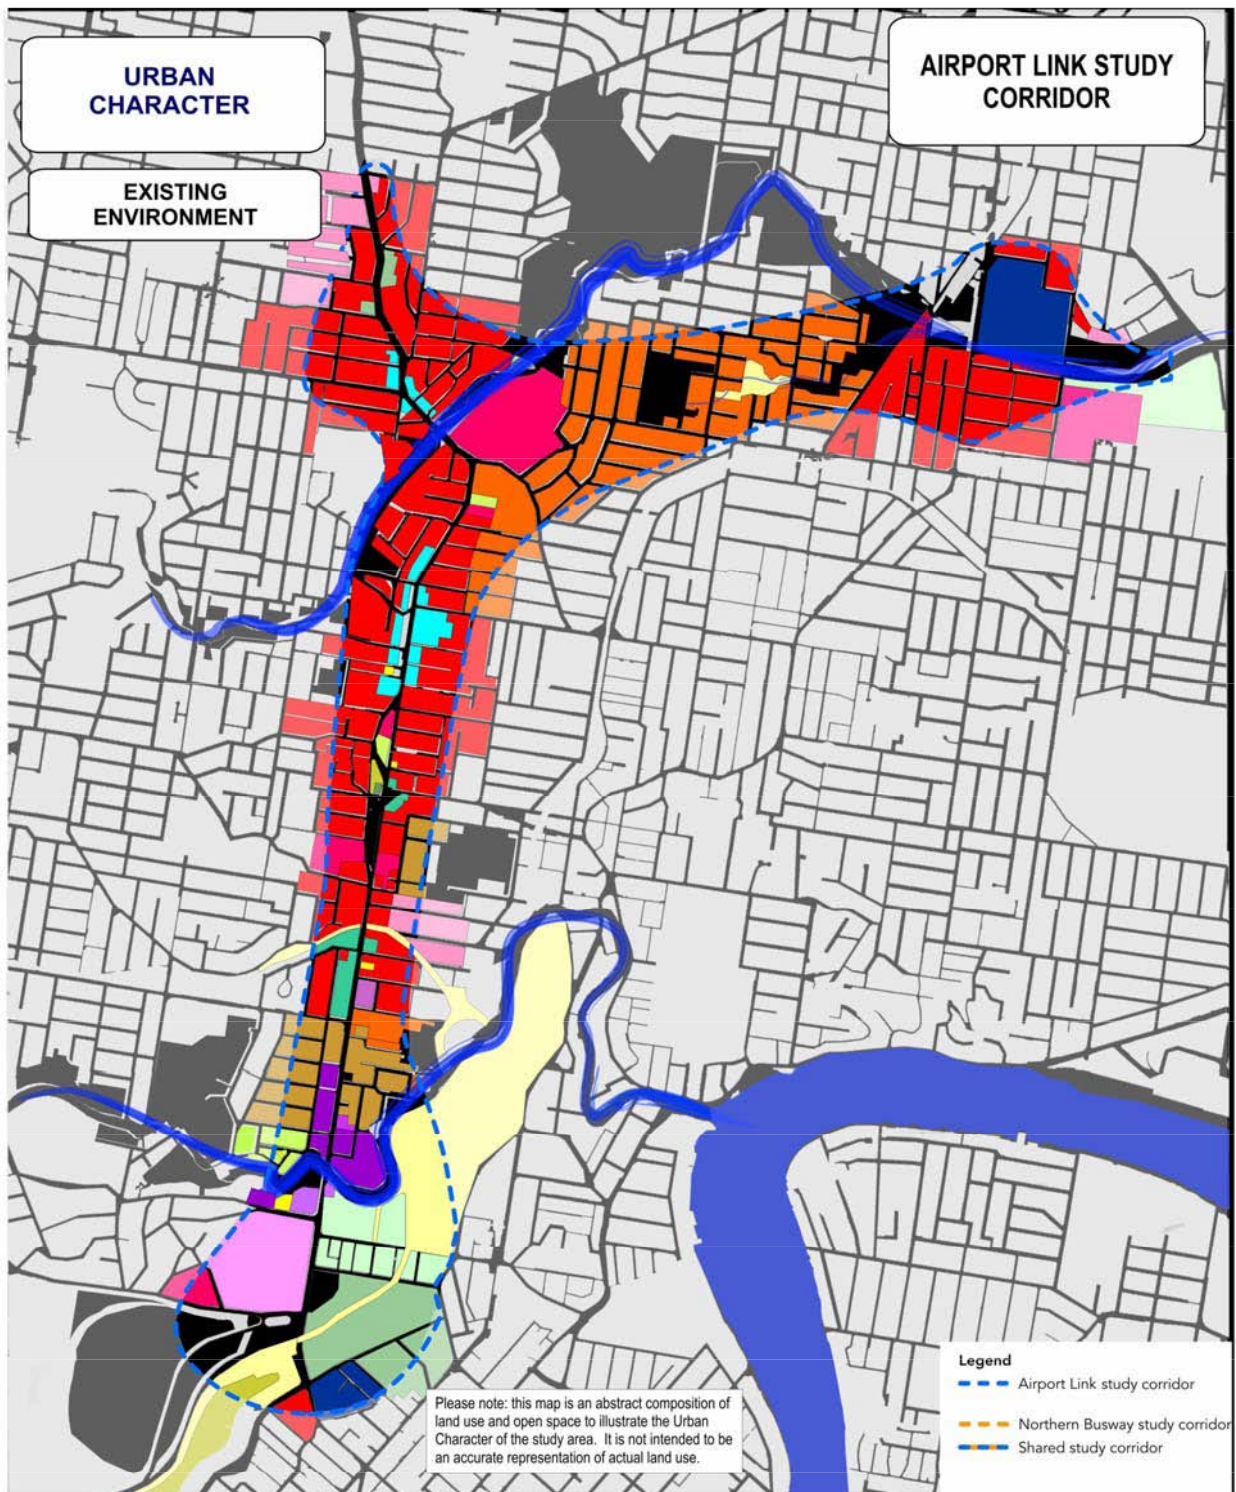 URBAN
CHARACTER
AIRPORT LINK STUDY
CORRIDOR
EXISTING
ENVIRONMENT
Please note: this map is an abstract composition of
land use and open space to illustrate the Urban
Character of the study area. It is not intended to be
an accurate representation of actual land use.
Legend
Airport Link study corridor
Northern Busway study corridor
Shared study corridor